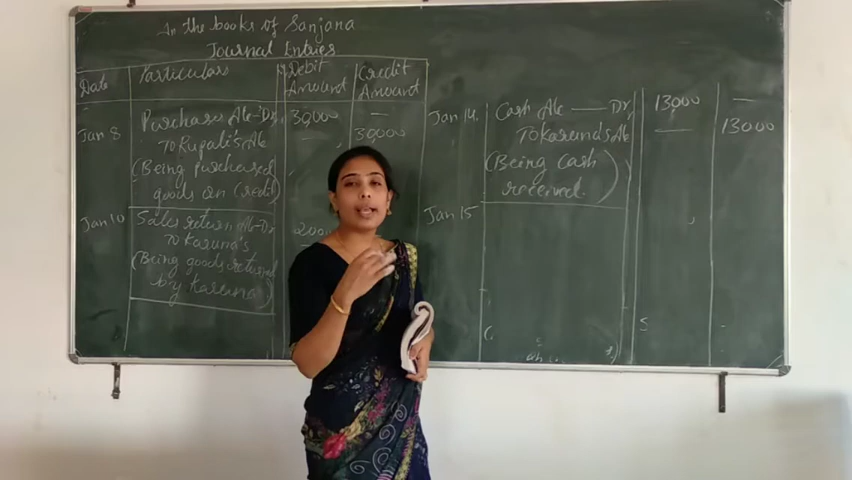 In the books of Sanjana
Journal Entries
Date Particulars Debit Amount Credit Amount
Jan 8 Purchases A/c - Dr. 30,000 —
To Rupali's A/c — 30,000
(Being purchased
goods on credit)
Jan 10 Sales return A/c - Dr 2000
To Karuna's
(Being goods returned
by Karuna)
Jan 14. Cash A/c — Dr, 13000 —
To Karuna's A/c — 13000
(Being cash
received.)
Jan 15